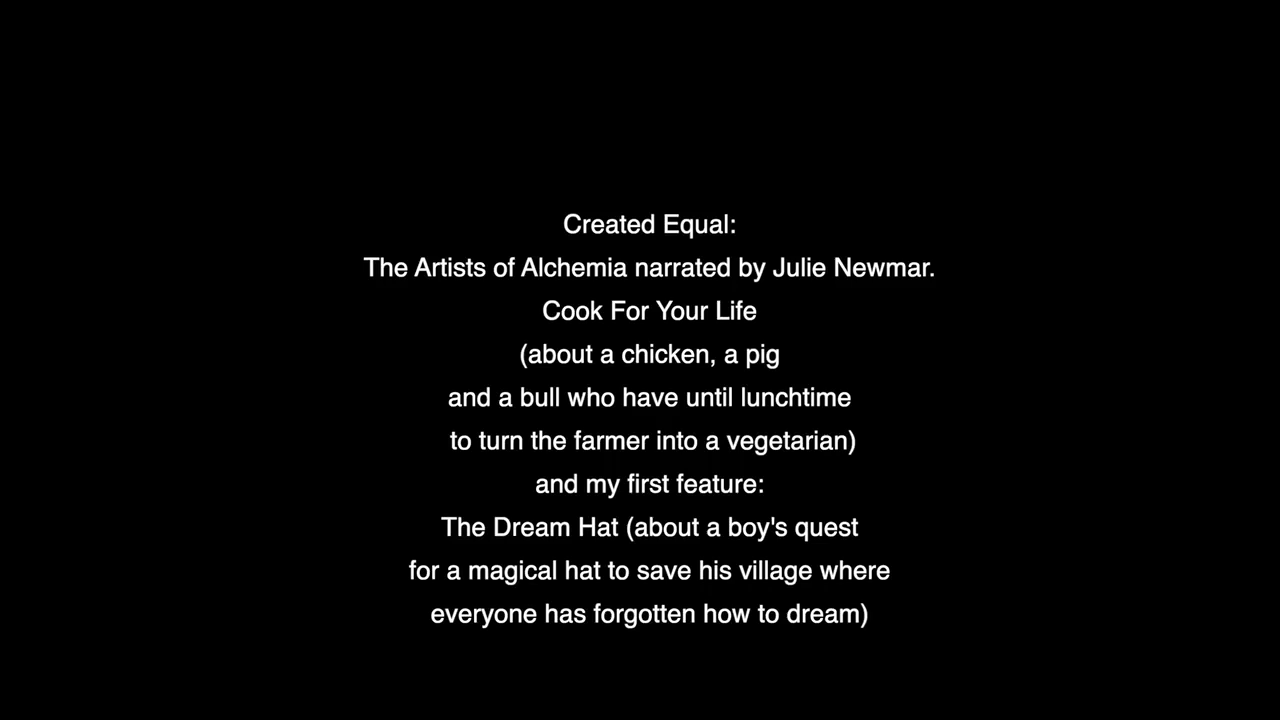 Created Equal:
The Artists of Alchemia narrated by Julie Newmar.
Cook For Your Life
(about a chicken, a pig
and a bull who have until lunchtime
to turn the farmer into a vegetarian)
and my first feature:
The Dream Hat (about a boy's quest
for a magical hat to save his village where
everyone has forgotten how to dream)